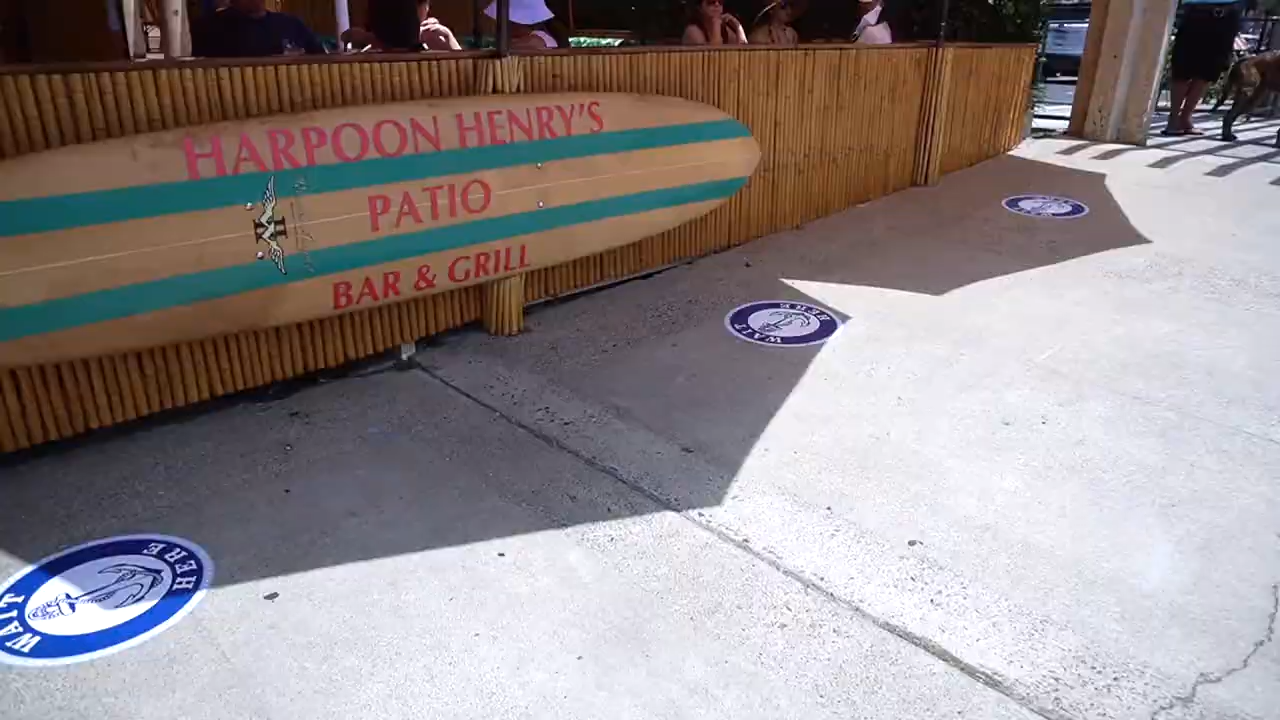 HARPOON HENRY'S
PATIO
BAR & GRILL
WAIT HERE
WAIT HERE